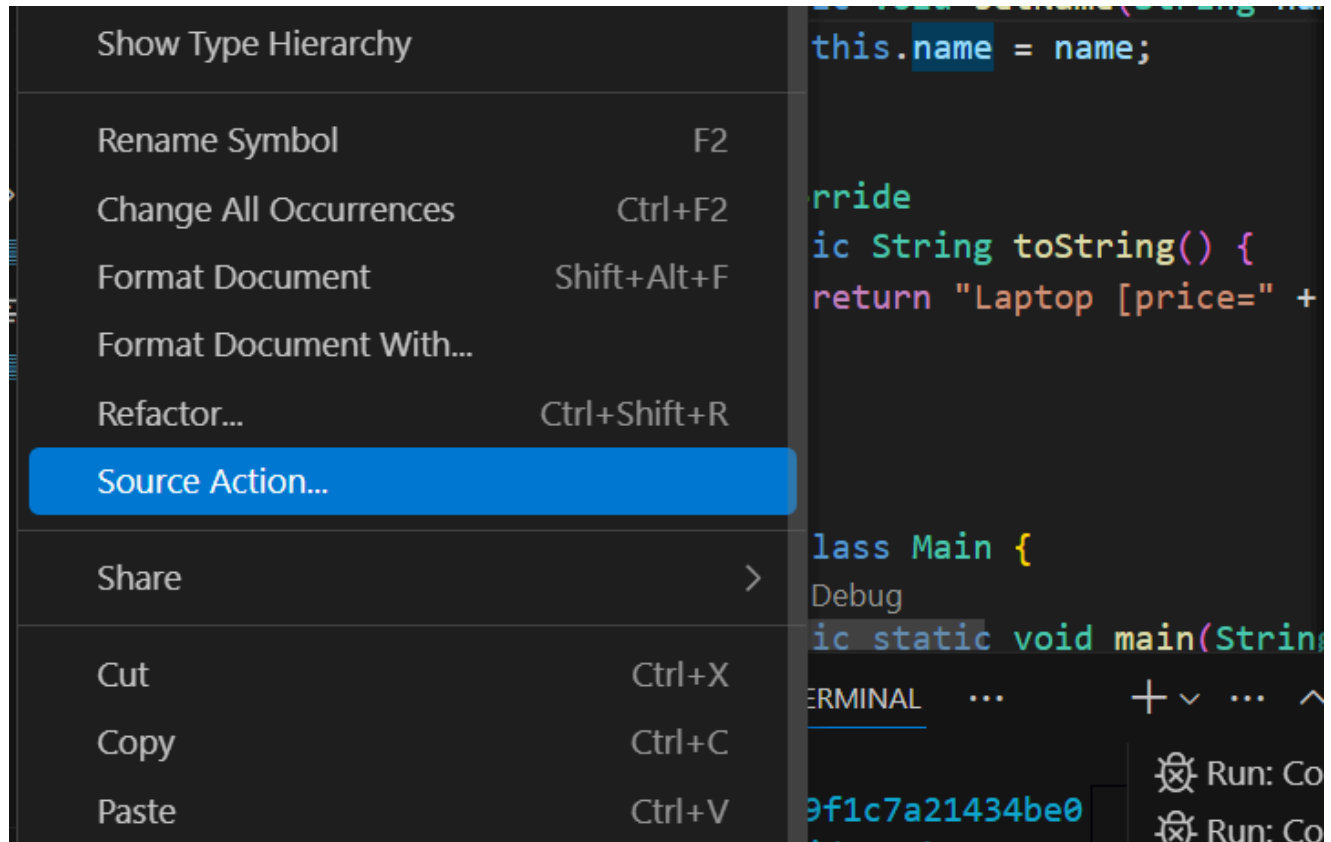 Show Type Hierarchy
Rename Symbol F2
Change All Occurrences Ctrl+F2
Format Document Shift+Alt+F
Format Document With...
Refactor... Ctrl+Shift+R
Source Action...
Share
Cut Ctrl+X
Copy Ctrl+C
Paste Ctrl+V
this.name = name;
rride
ic String toString() {
return "Laptop [price=" +
lass Main {
Debug
ic static void main(String
ERMINAL ...
...
9f1c7a21434be0
Run: Co
Run: Co